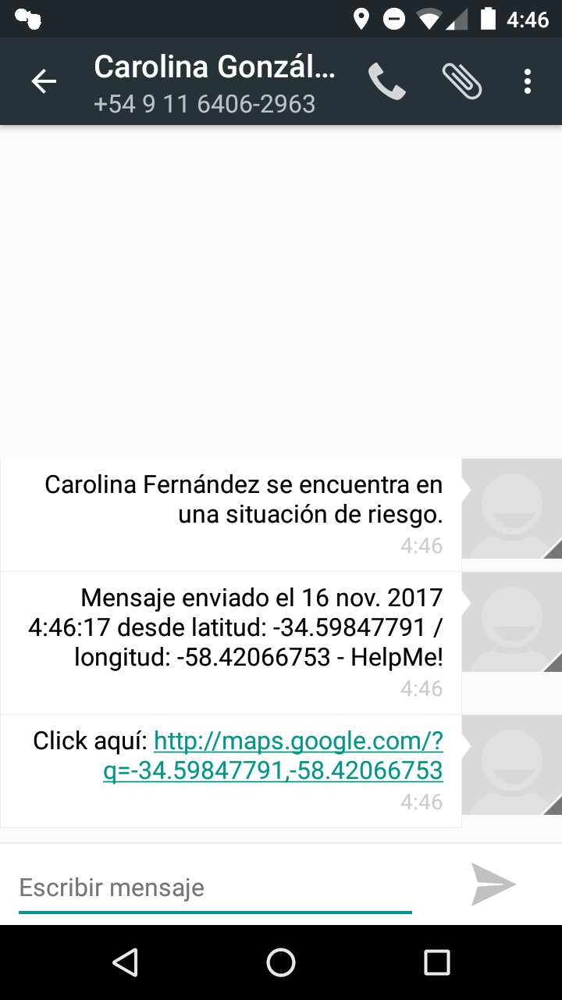 4:46
Carolina Gonzál...
+54 9 11 6406-2963
Carolina Fernández se encuentra en
una situación de riesgo.
4:46
Mensaje enviado el 16 nov. 2017
4:46:17 desde latitud: -34.59847791 /
longitud: -58.42066753 - HelpMe!
4:46
Click aquí: http://maps.google.com/?
q=-34.59847791,-58.42066753
4:46
Escribir mensaje